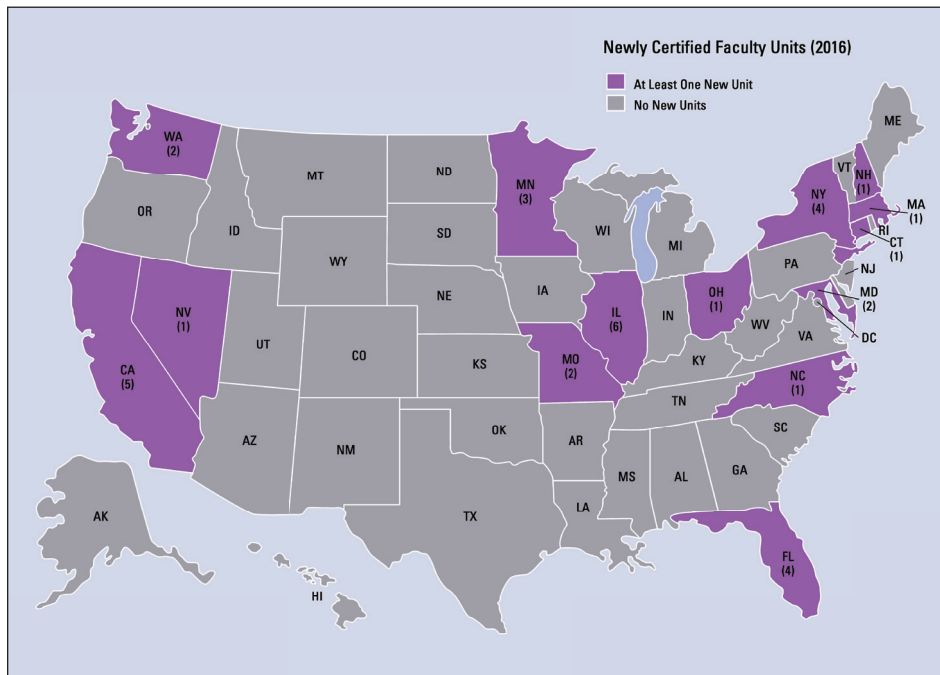 Newly Certified Faculty Units (2016)
At Least One New Unit
No New Units
WA
(2)
OR
CA
(5)
NV
(1)
ID
MT
WY
UT
AZ
CO
NM
ND
SD
NE
KS
OK
TX
MN
(3)
IA
MO
(2)
AR
LA
WI
IL
(6)
MI
IN
OH
(1)
KY
TN
MS
AL
GA
FL
(4)
SC
NC
(1)
VA
WV
PA
NY
(4)
VT
NH
(1)
ME
MA
(1)
RI
CT
(1)
NJ
MD
(2)
DC
AK
HI